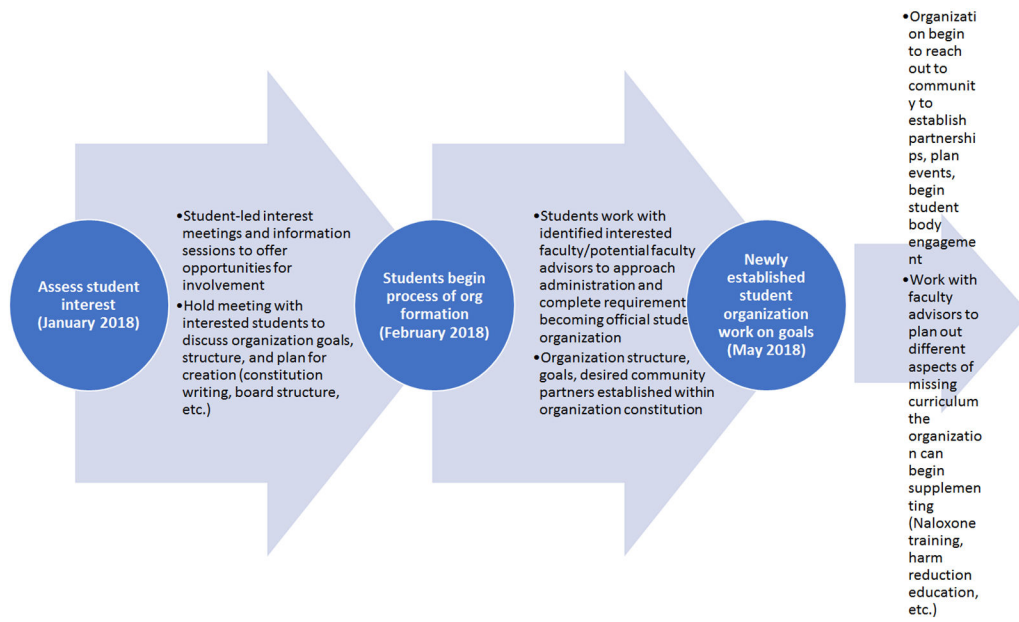 Assess student
interest
(January 2018)
•Student-led interest
meetings and information
sessions to offer
opportunities for
involvement
•Hold meeting with
interested students to
discuss organization goals,
structure, and plan for
creation (constitution
writing, board structure,
etc.)
Students begin
process of org
formation
(February 2018)
•Students work with
identified interested
faculty/potential faculty
advisors to approach
administration and
complete requirement
becoming official stude
organization
•Organization structure,
goals, desired community
partners established within
organization constitution
Newly
established
student
organization
work on goals
(May 2018)
•Organizati
on begin
to reach
out to
communit
y to
establish
partnershi
ps, plan
events,
begin
student
body
engageme
nt
•Work with
faculty
advisors to
plan out
different
aspects of
missing
curriculum
the
organizatio
n can
begin
supplemen
ting
(Naloxone
training,
harm
reduction
education,
etc.)